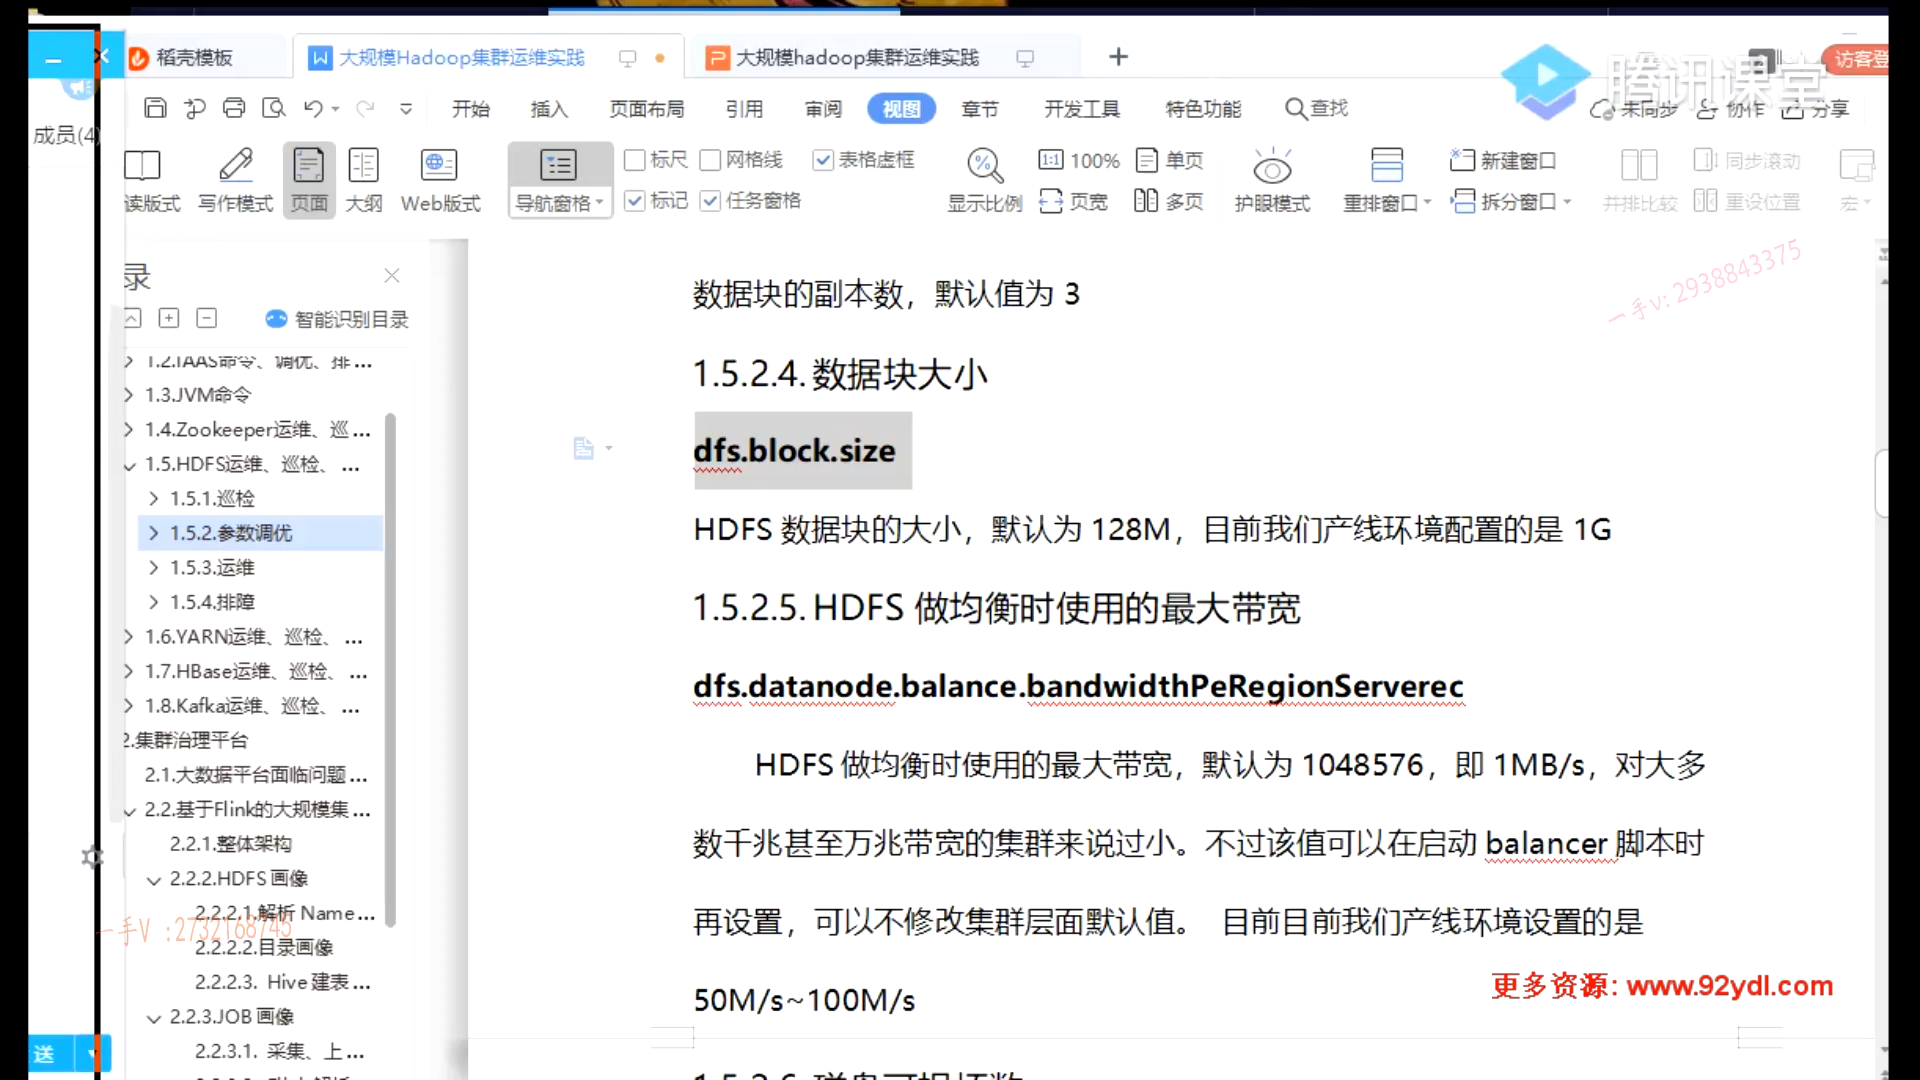 稻壳模板
大规模Hadoop集群运维实践
大规模hadoop集群运维实践
腾讯课堂
访客登
成员(4)
开始 插入 页面布局 引用 审阅 视图 章节 开发工具 特色功能 查找
未同步 协作 分享
读版式 写作模式 页面 大纲 Web版式 导航窗格
标尺 网格线 表格虚框
标记 任务窗格
显示比例 100% 单页
页宽 多页
护眼模式 重排窗口
新建窗口
拆分窗口
并排比较 同步滚动
重设位置
宏
录
智能识别目录
1.2.IAAS命令、调优、排 ...
1.3.JVM命令
1.4.Zookeeper运维、巡 ...
1.5.HDFS运维、巡检、 ...
1.5.1.巡检
1.5.2.参数调优
1.5.3.运维
1.5.4.排障
1.6.YARN运维、巡检、 ...
1.7.HBase运维、巡检、 ...
1.8.Kafka运维、巡检、 ...
2.集群治理平台
2.1.大数据平台面临问题 ...
2.2.基于Flink的大规模集 ...
2.2.1.整体架构
2.2.2.HDFS 画像
2.2.2.1.解析 Name...
2.2.2.2.目录画像
2.2.2.3. Hive 建表 ...
2.2.3.JOB 画像
2.2.3.1. 采集、上 ...
一手V :2732168745
送
一手v: 2938843375
数据块的副本数，默认值为 3
1.5.2.4. 数据块大小
dfs.block.size
HDFS 数据块的大小，默认为 128M，目前我们产线环境配置的是 1G
1.5.2.5. HDFS 做均衡时使用的最大带宽
dfs.datanode.balance.bandwidthPeRegionServerec
HDFS 做均衡时使用的最大带宽，默认为 1048576，即 1MB/s，对大多
数千兆甚至万兆带宽的集群来说过小。不过该值可以在启动 balancer 脚本时
再设置，可以不修改集群层面默认值。 目前目前我们产线环境设置的是
50M/s~100M/s
更多资源: www.92ydl.com